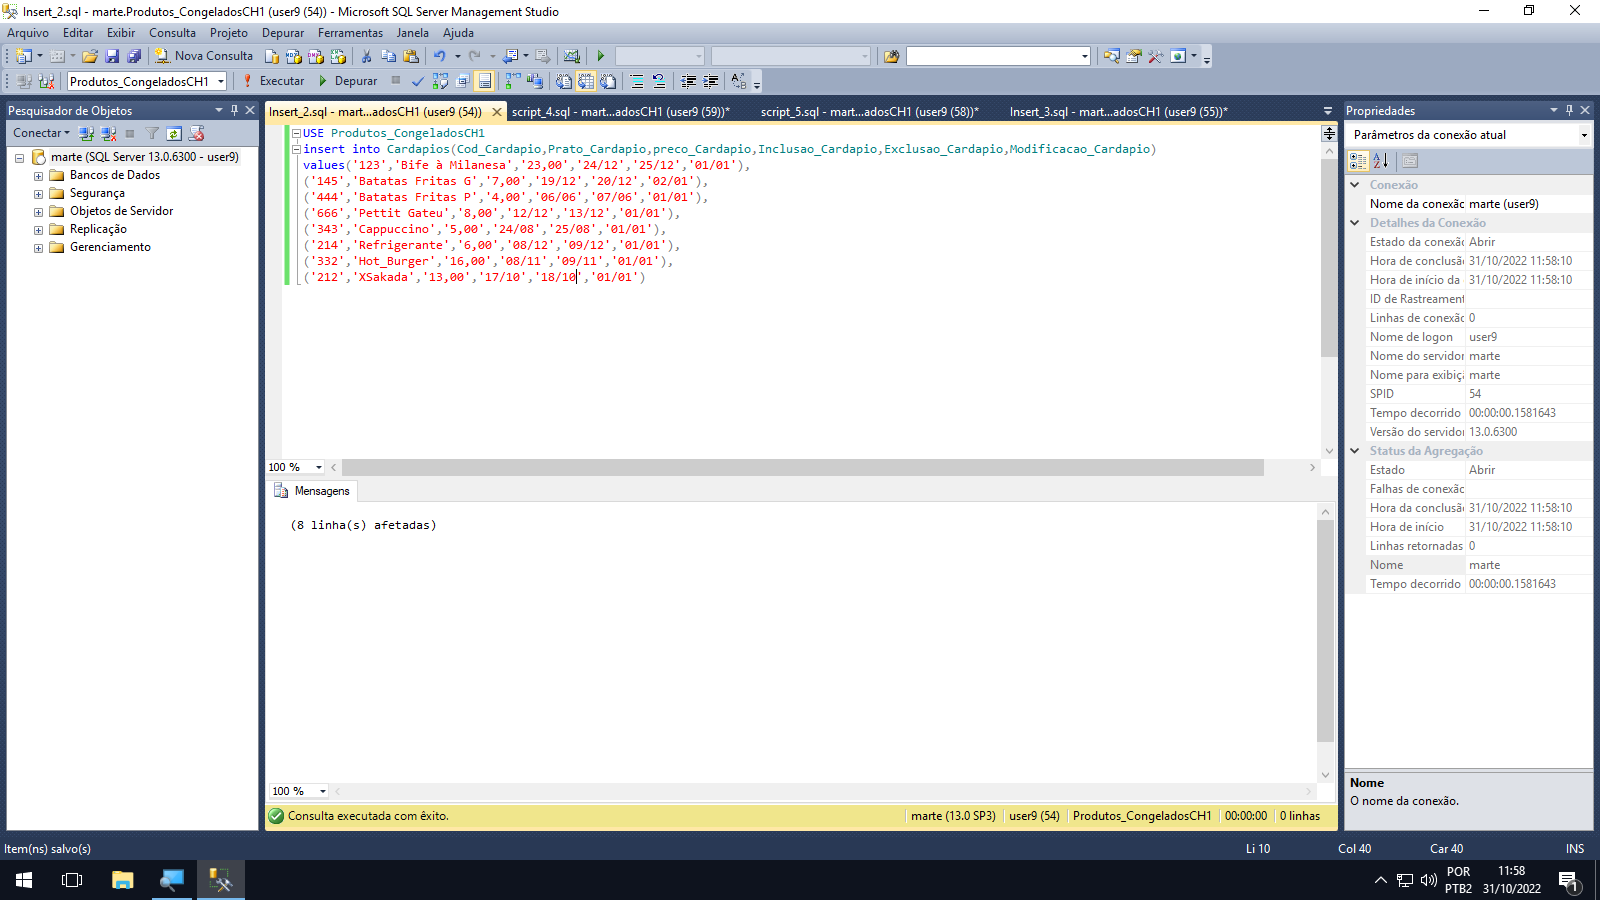 Insert_2.sql - marte.Produtos_CongeladosCH1 (user9 (54)) - Microsoft SQL Server Management Studio
Arquivo Editar Exibir Consulta Projeto Depurar Ferramentas Janela Ajuda
Nova Consulta
Produtos_CongeladosCH1 Executar Depurar
Pesquisador de Objetos
Conectar
marte (SQL Server 13.0.6300 - user9)
Bancos de Dados
Segurança
Objetos de Servidor
Replicação
Gerenciamento
Insert_2.sql - mart...adosCH1 (user9 (54)) script_4.sql - mart...adosCH1 (user9 (59))* script_5.sql - mart...adosCH1 (user9 (58))* Insert_3.sql - mart...adosCH1 (user9 (55))*
USE Produtos_CongeladosCH1
insert into Cardapios(Cod_Cardapio,Prato_Cardapio,preco_Cardapio,Inclusao_Cardapio,Exclusao_Cardapio,Modificacao_Cardapio)
values('123','Bife à Milanesa','23,00','24/12','25/12','01/01'),
('145','Batatas Fritas G','7,00','19/12','20/12','02/01'),
('444','Batatas Fritas P','4,00','06/06','07/06','01/01'),
('666','Pettit Gateu','8,00','12/12','13/12','01/01'),
('343','Cappuccino','5,00','24/08','25/08','01/01'),
('214','Refrigerante','6,00','08/12','09/12','01/01'),
('332','Hot_Burger','16,00','08/11','09/11','01/01'),
('212','XSakada','13,00','17/10','18/10','01/01')
100 %
Mensagens
(8 linha(s) afetadas)
100 %
Consulta executada com êxito. marte (13.0 SP3) user9 (54) Produtos_CongeladosCH1 00:00:00 0 linhas
Propriedades
Parâmetros da conexão atual
Conexão
Nome da conexão marte (user9)
Detalhes da Conexão
Estado da conexão Abrir
Hora de conclusã 31/10/2022 11:58:10
Hora de início da 31/10/2022 11:58:10
ID de Rastreament
Linhas de conexão 0
Nome de logon user9
Nome do servidor marte
Nome para exibiçã marte
SPID 54
Tempo decorrido 00:00:00.1581643
Versão do servidor 13.0.6300
Status da Agregação
Estado Abrir
Falhas de conexão
Hora da conclusã 31/10/2022 11:58:10
Hora de início 31/10/2022 11:58:10
Linhas retornadas 0
Nome marte
Tempo decorrido 00:00:00.1581643
Nome
O nome da conexão.
Item(ns) salvo(s) Li 10 Col 40 Car 40 INS
POR 11:58
PTB2 31/10/2022 1